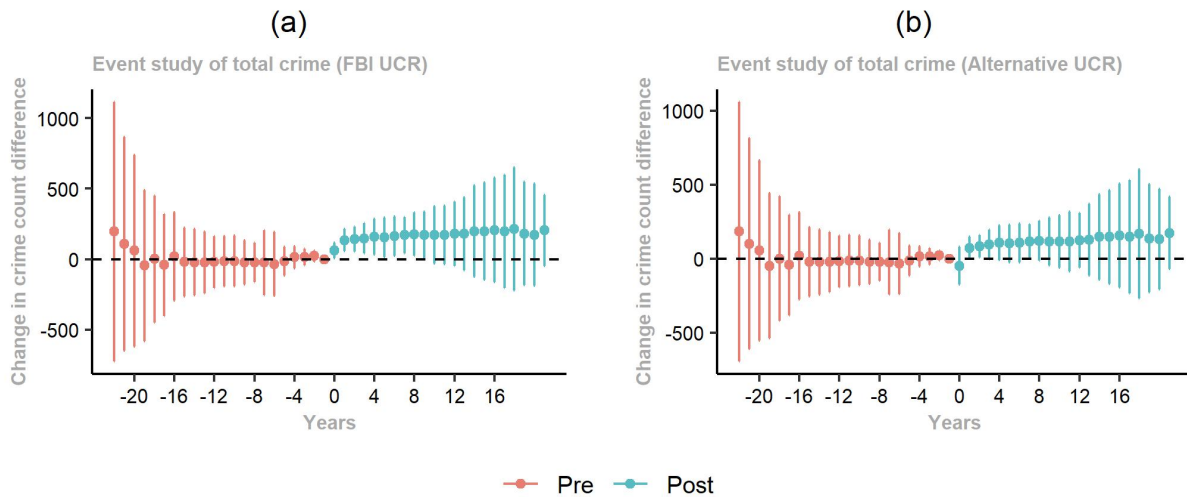 (a)
Event study of total crime (FBI UCR)
Change in crime count difference
1000
500
0
-500
-20 -16 -12 -8 -4 0 4 8 12 16
Years
(b)
Event study of total crime (Alternative UCR)
Change in crime count difference
1000
500
0
-500
-20 -16 -12 -8 -4 0 4 8 12 16
Years
Pre Post